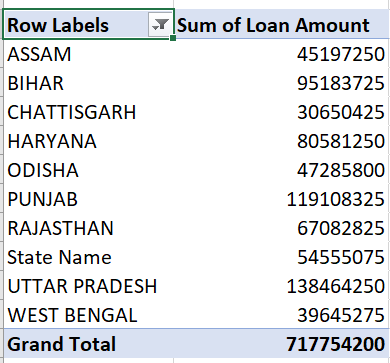 Row Labels Sum of Loan Amount
ASSAM 45197250
BIHAR 95183725
CHATTISGARH 30650425
HARYANA 80581250
ODISHA 47285800
PUNJAB 119108325
RAJASTHAN 67082825
State Name 54555075
UTTAR PRADESH 138464250
WEST BENGAL 39645275
Grand Total 717754200